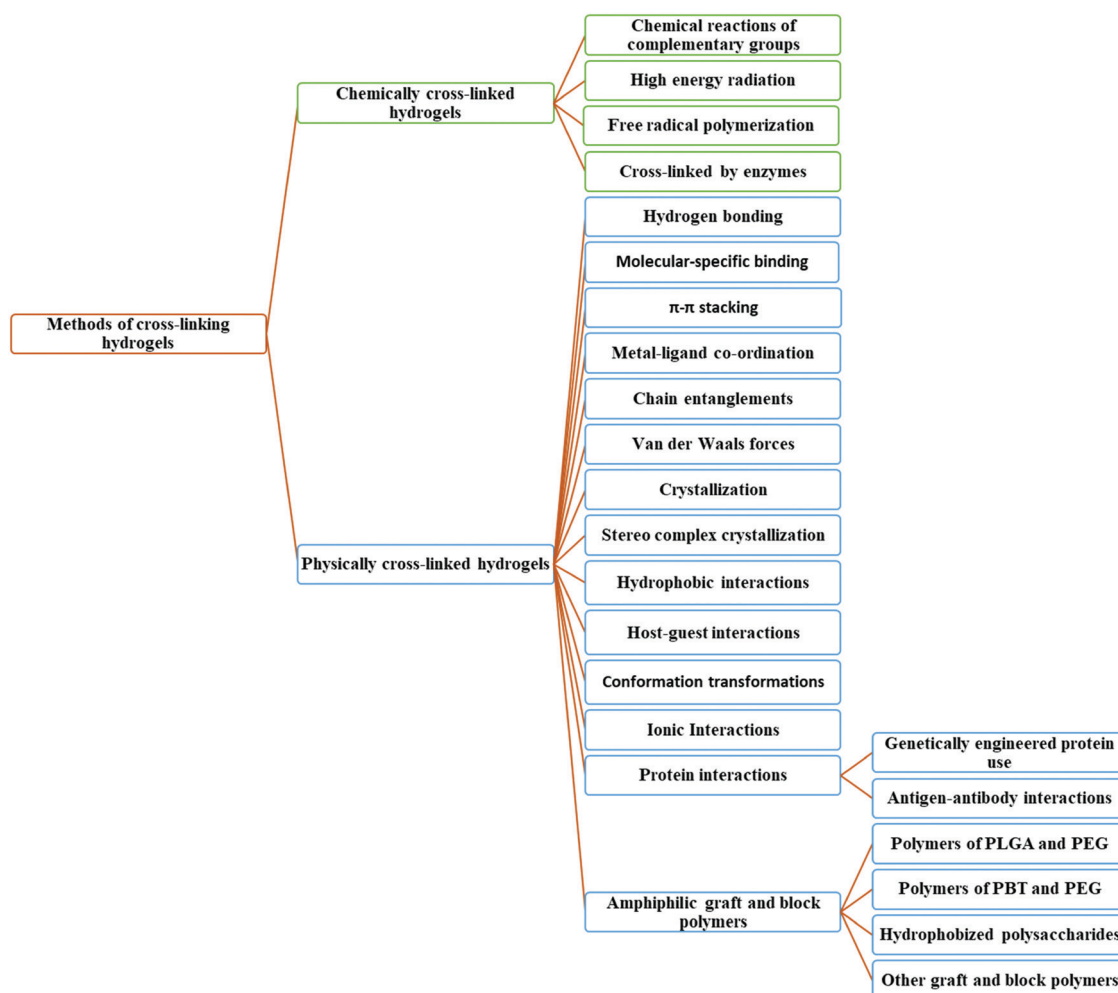 Methods of cross-linking
hydrogels
Chemically cross-linked
hydrogels
Chemical reactions of
complementary groups
High energy radiation
Free radical polymerization
Cross-linked by enzymes
Physically cross-linked hydrogels
Hydrogen bonding
Molecular-specific binding
π-π stacking
Metal-ligand co-ordination
Chain entanglements
Van der Waals forces
Crystallization
Stereo complex crystallization
Hydrophobic interactions
Host-guest interactions
Conformation transformations
Ionic Interactions
Protein interactions
Genetically engineered protein
use
Antigen-antibody interactions
Amphiphilic graft and block
polymers
Polymers of PLGA and PEG
Polymers of PBT and PEG
Hydrophobized polysaccharides
Other graft and block polymers